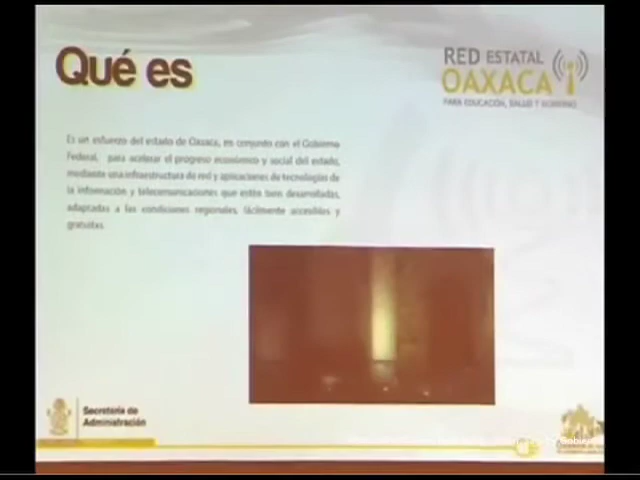 Qué es
RED ESTATAL
OAXACA
PARA EDUCACIÓN, SALUD Y GOBIERNO
Es un esfuerzo del estado de Oaxaca, en conjunto con el Gobierno
Federal, para acelerar el progreso económico y social del estado,
mediante una infraestructura de red y aplicaciones de tecnologías de
la información y telecomunicaciones que estén bien desarrolladas,
adaptadas a las condiciones regionales, fácilmente accesibles y
gratuitas.
Secretaría de
Administración